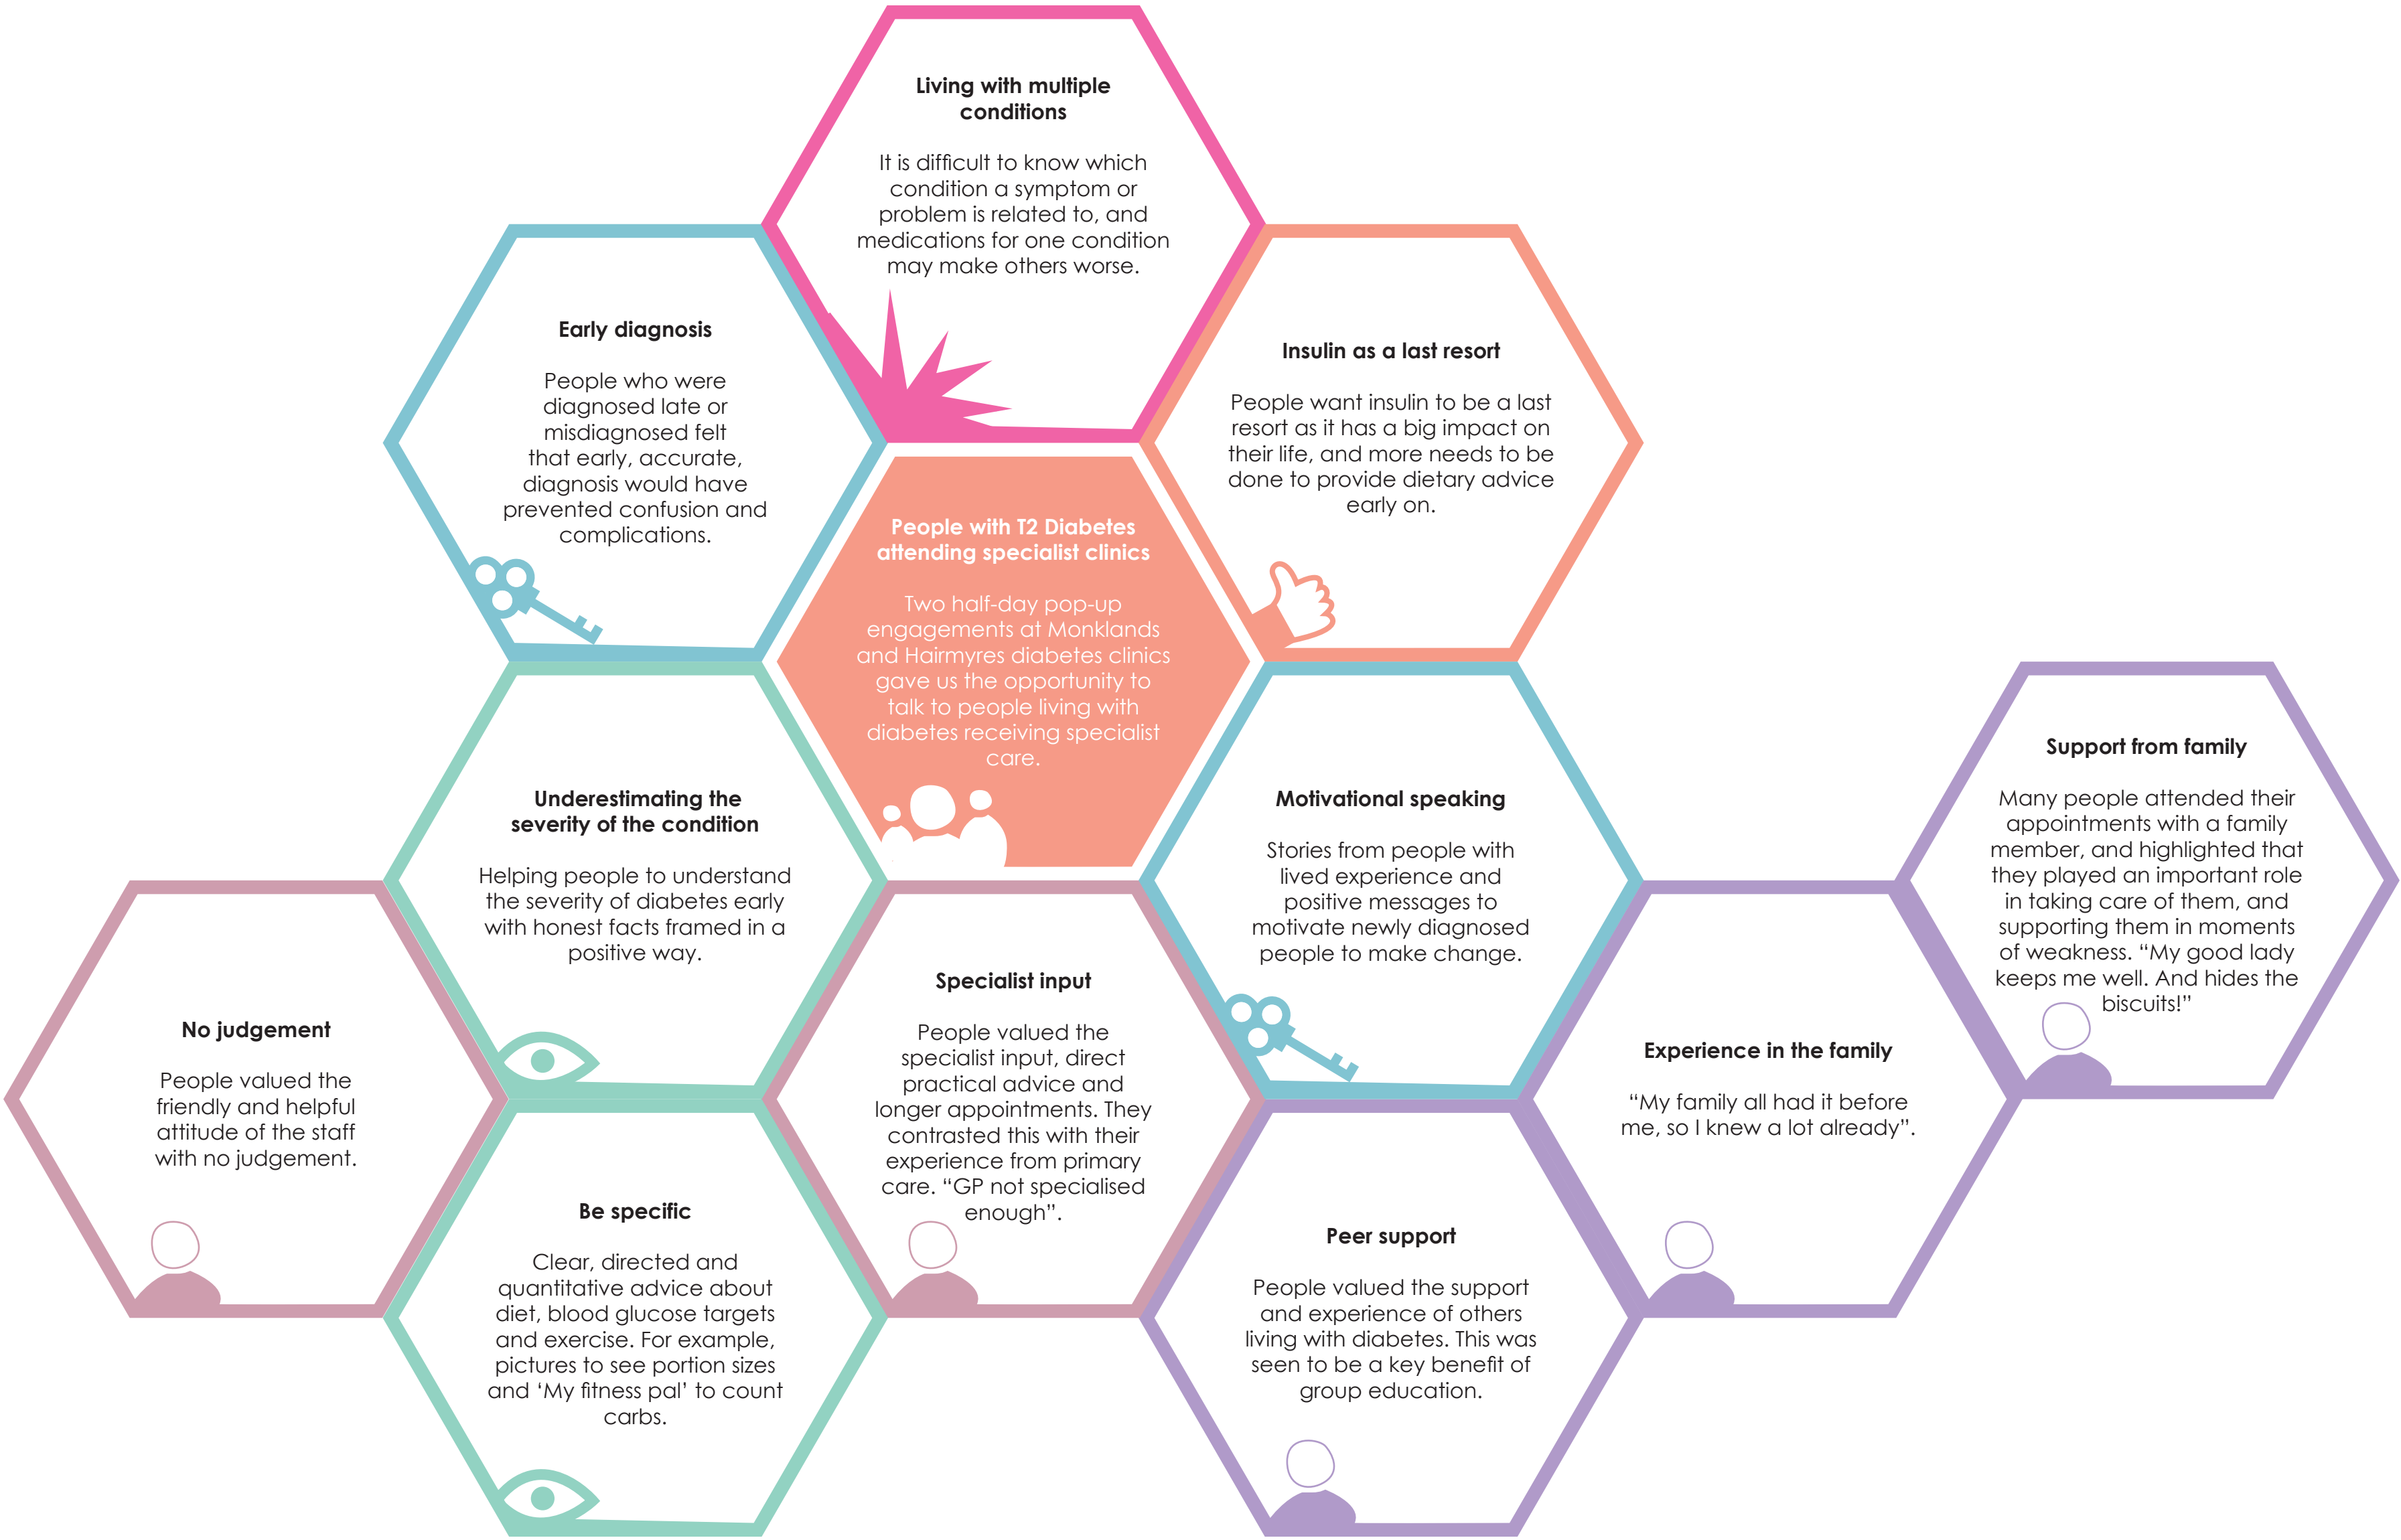 Living with multiple
conditions
It is difficult to know which
condition a symptom or
problem is related to, and
medications for one condition
may make others worse.
Early diagnosis
People who were
diagnosed late or
misdiagnosed felt
that early, accurate,
diagnosis would have
prevented confusion and
complications.
Insulin as a last resort
People want insulin to be a last
resort as it has a big impact on
their life, and more needs to be
done to provide dietary advice
early on.
People with T2 Diabetes
attending specialist clinics
Two half-day pop-up
engagements at Monklands
and Hairmyres diabetes clinics
gave us the opportunity to
talk to people living with
diabetes receiving specialist
care.
Underestimating the
severity of the condition
Helping people to understand
the severity of diabetes early
with honest facts framed in a
positive way.
Motivational speaking
Stories from people with
lived experience and
positive messages to
motivate newly diagnosed
people to make change.
Support from family
Many people attended their
appointments with a family
member, and highlighted that
they played an important role
in taking care of them, and
supporting them in moments
of weakness. “My good lady
keeps me well. And hides the
biscuits!”
No judgement
People valued the
friendly and helpful
attitude of the staff
with no judgement.
Specialist input
People valued the
specialist input, direct
practical advice and
longer appointments. They
contrasted this with their
experience from primary
care. “GP not specialised
enough”.
Experience in the family
“My family all had it before
me, so I knew a lot already”.
Be specific
Clear, directed and
quantitative advice about
diet, blood glucose targets
and exercise. For example,
pictures to see portion sizes
and ‘My fitness pal’ to count
carbs.
Peer support
People valued the support
and experience of others
living with diabetes. This was
seen to be a key benefit of
group education.